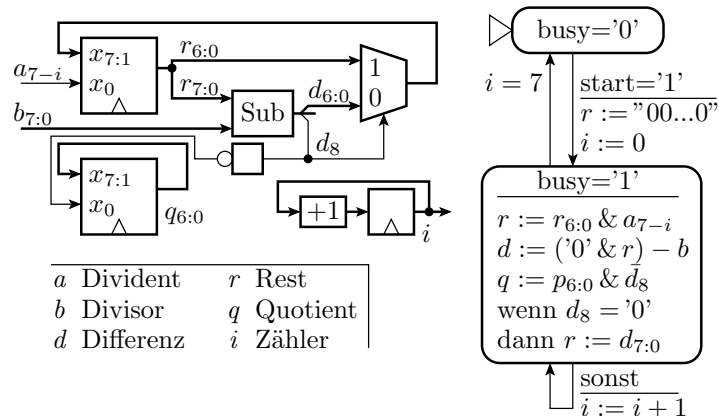 x7:1
x0
a7−i
b7:0
r6:0
r7:0
Sub
d6:0
1
0
d8
x7:1
x0
q6:0
+1
i
a Divident r Rest
b Divisor q Quotient
d Differenz i Zähler
busy='0'
i = 7
start='1'
r := "00...0"
i := 0
busy='1'
r := r6:0 & a7−i
d := ('0' & r) − b
q := p6:0 & d̄8
wenn d8 = '0'
dann r := d7:0
sonst
i := i + 1